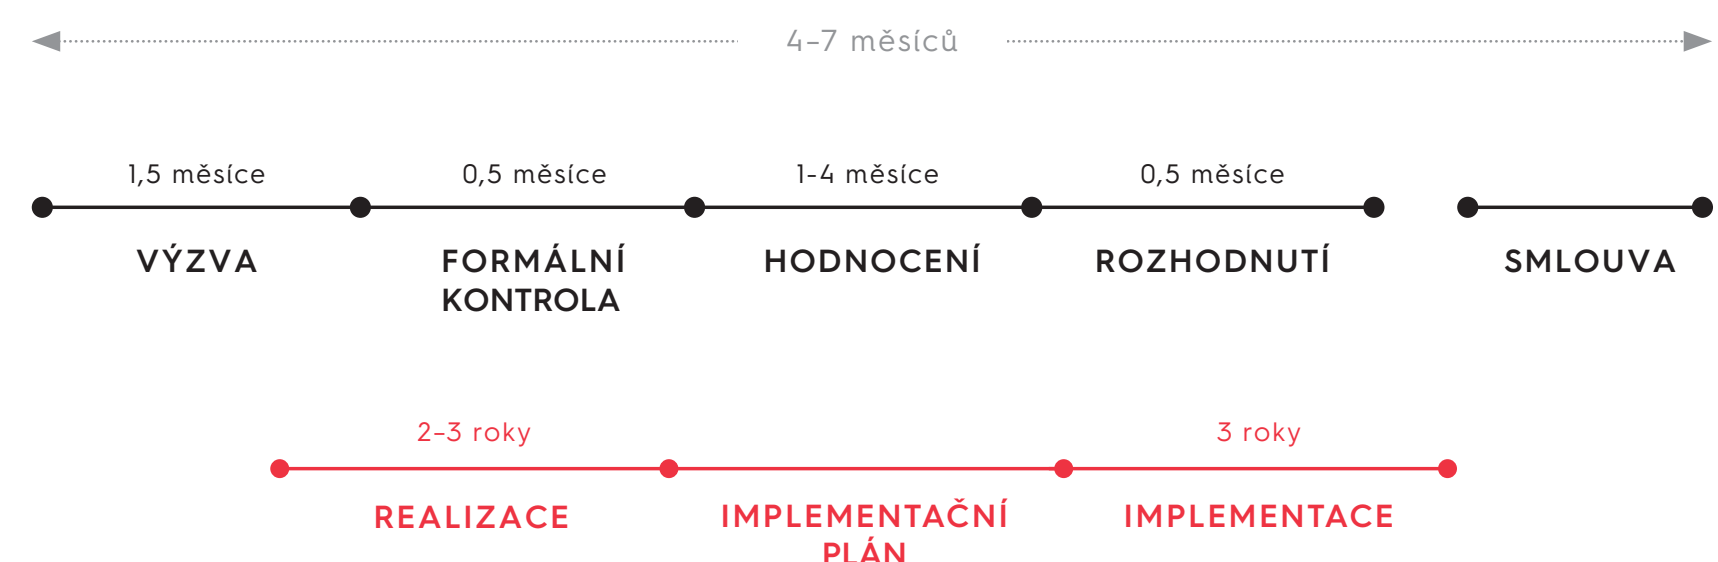 4–7 měsíců
1,5 měsíce
0,5 měsíce
1-4 měsíce
0,5 měsíce
VÝZVA
FORMÁLNÍ
KONTROLA
HODNOCENÍ
ROZHODNUTÍ
SMLOUVA
2–3 roky
3 roky
REALIZACE
IMPLEMENTAČNÍ
PLÁN
IMPLEMENTACE